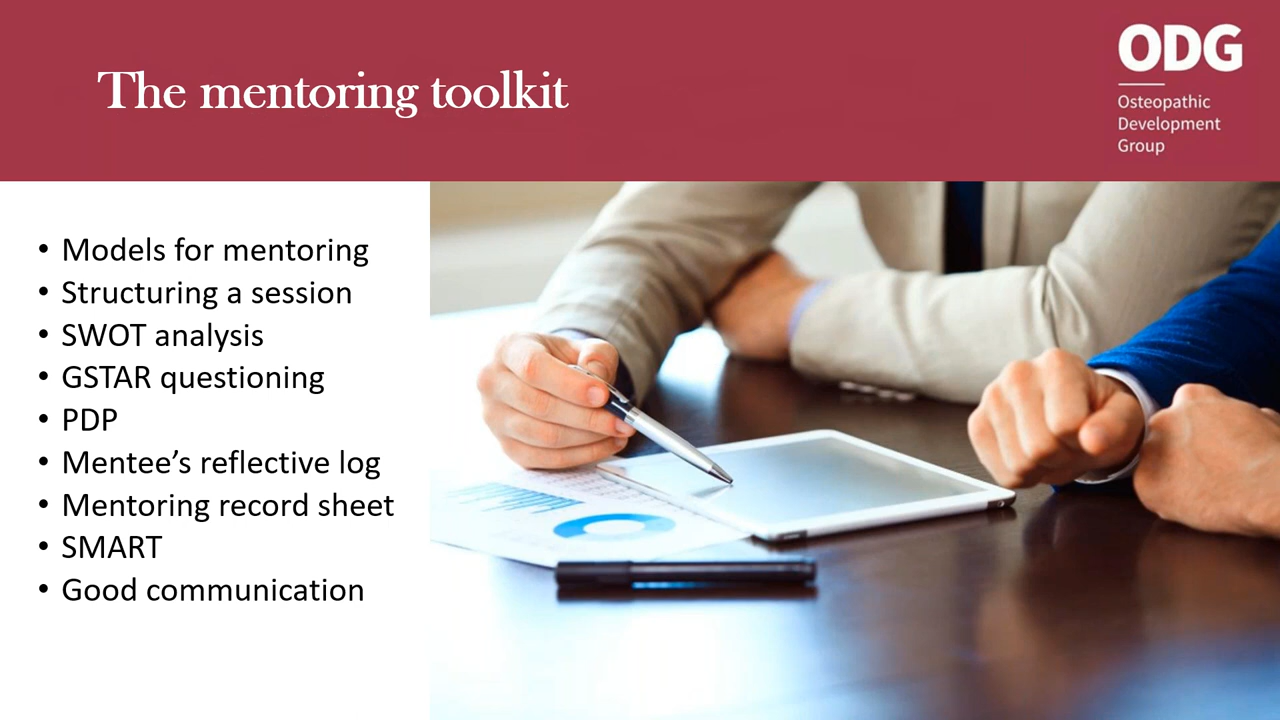 The mentoring toolkit
ODG
Osteopathic
Development
Group
• Models for mentoring
• Structuring a session
• SWOT analysis
• GSTAR questioning
• PDP
• Mentee’s reflective log
• Mentoring record sheet
• SMART
• Good communication